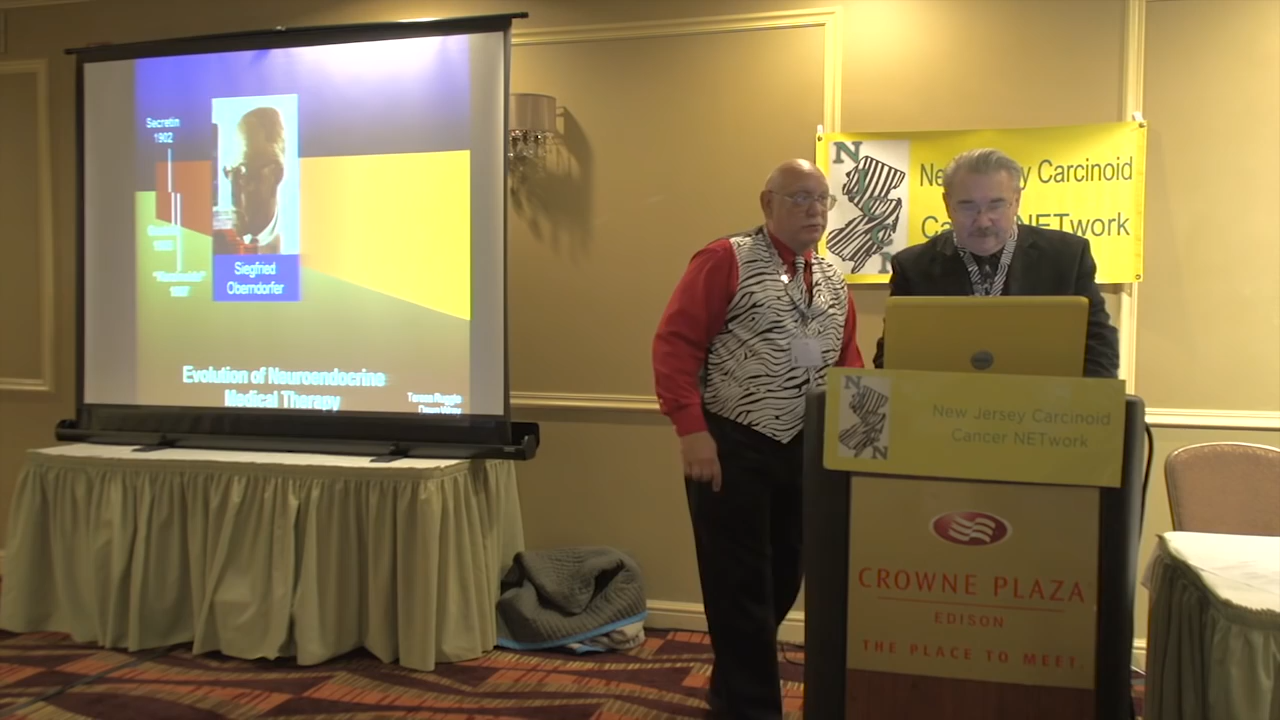 Secretin
1902
Siegfried
Oberndorfer
Evolution of Neuroendocrine
Medical Therapy
N
J
C
C
N
New Jersey Carcinoid
Cancer NETwork
N
N
New Jersey Carcinoid
Cancer NETwork
CROWNE PLAZA
EDISON
THE PLACE TO MEET.